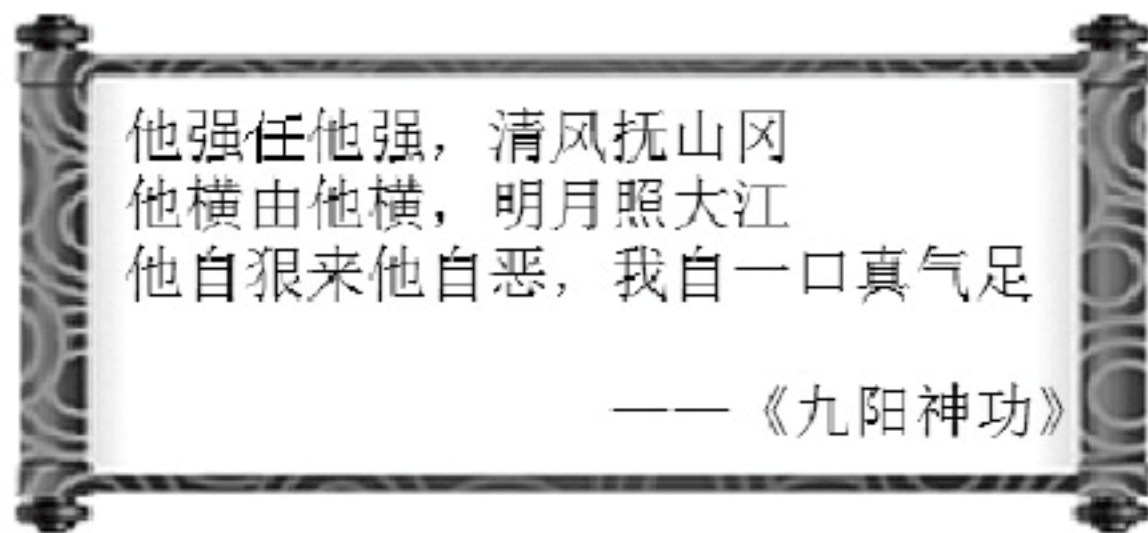 他强任他强，清风抚山冈
他横由他横，明月照大江
他自狠来他自恶，我自一口真气足
——《九阳神功》